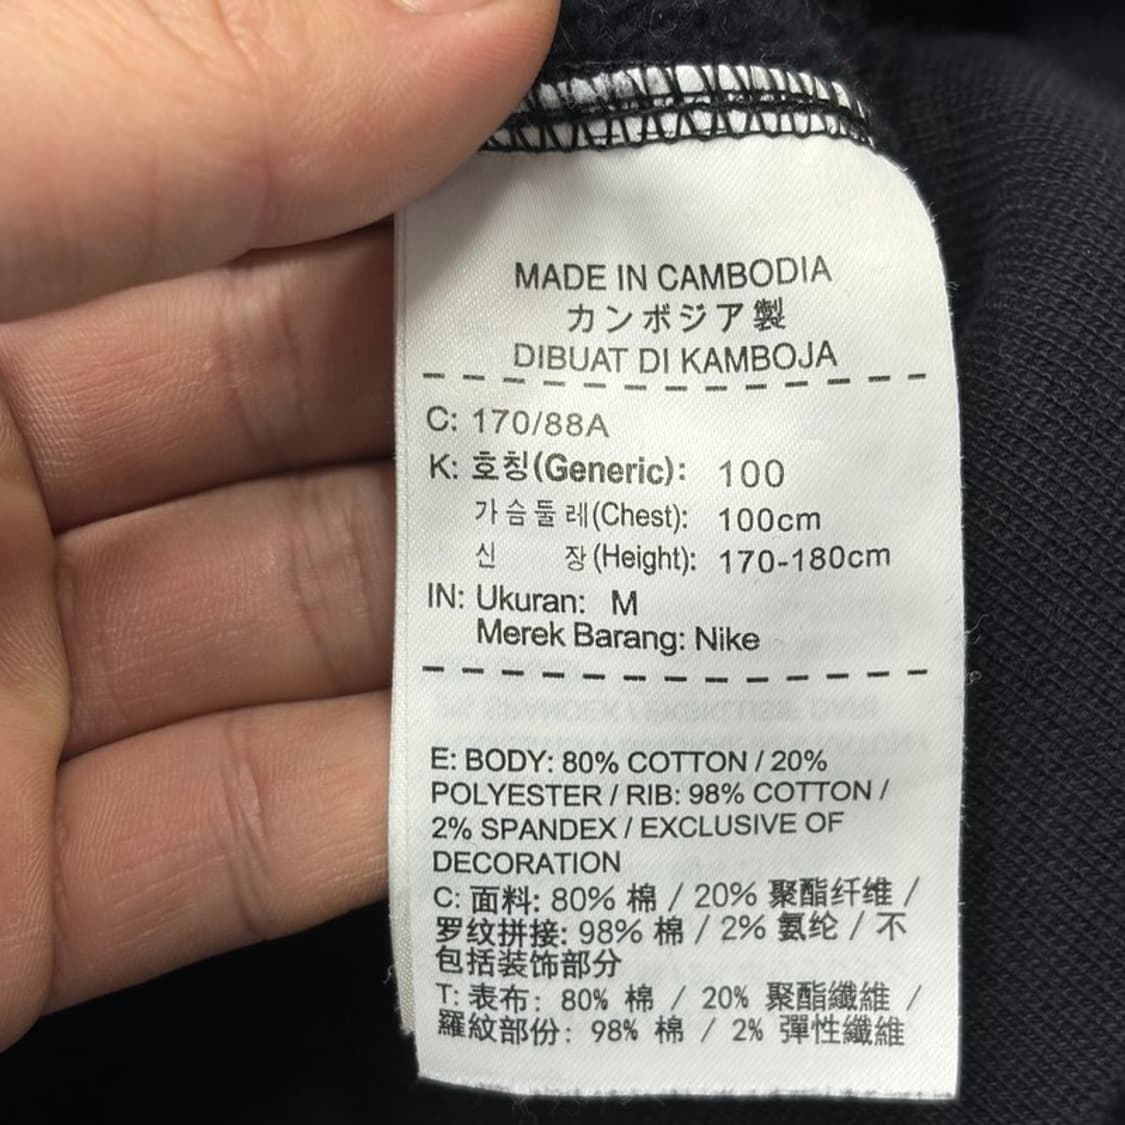 MADE IN CAMBODIA
カンボジア製
DIBUAT DI KAMBOJA
C: 170/88A
K: 호칭(Generic): 100
가슴둘레(Chest): 100cm
신 장(Height): 170-180cm
IN: Ukuran: M
Merek Barang: Nike
E: BODY: 80% COTTON / 20%
POLYESTER / RIB: 98% COTTON /
2% SPANDEX / EXCLUSIVE OF
DECORATION
C: 面料: 80% 棉 / 20% 聚酯纤维 /
罗纹拼接: 98% 棉 / 2% 氨纶 / 不
包括装饰部分
T: 表布: 80% 棉 / 20% 聚酯纖維 /
羅紋部份: 98% 棉 / 2% 彈性纖維